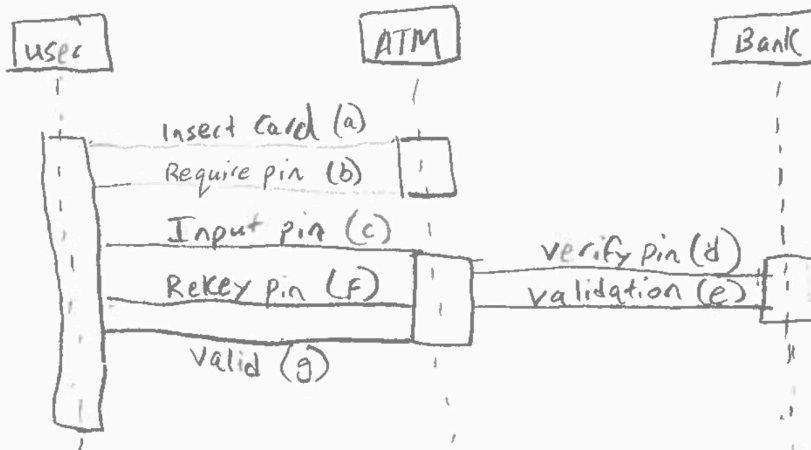 user
ATM
Bank
Insert Card (a)
Require pin (b)
Input pin (c)
verify pin (d)
Rekey pin (f)
validation (e)
Valid (g)